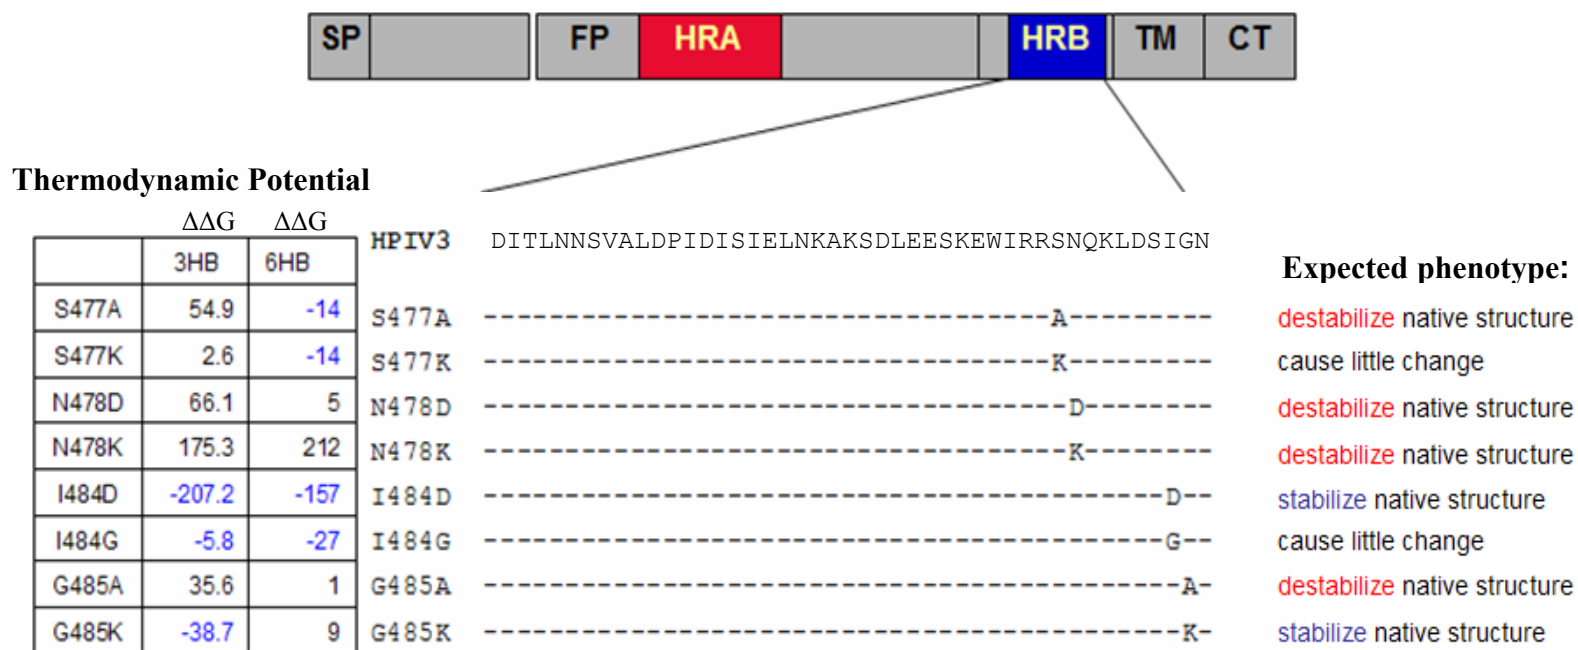 SP FP HRA HRB TM CT
Thermodynamic Potential
ΔΔG ΔΔG
3HB 6HB
HPIV3 DITLNNSVALDPIDISIELNKAKSDLEESKEWIRRSNQKLDSIGN
Expected phenotype:
S477A 54.9 -14 S477A ----------------------------------A--------- destabilize native structure
S477K 2.6 -14 S477K ----------------------------------K--------- cause little change
N478D 66.1 5 N478D -----------------------------------D-------- destabilize native structure
N478K 175.3 212 N478K -----------------------------------K-------- destabilize native structure
I484D -207.2 -157 I484D -----------------------------------------D-- stabilize native structure
I484G -5.8 -27 I484G -----------------------------------------G-- cause little change
G485A 35.6 1 G485A ------------------------------------------A- destabilize native structure
G485K -38.7 9 G485K ------------------------------------------K- stabilize native structure